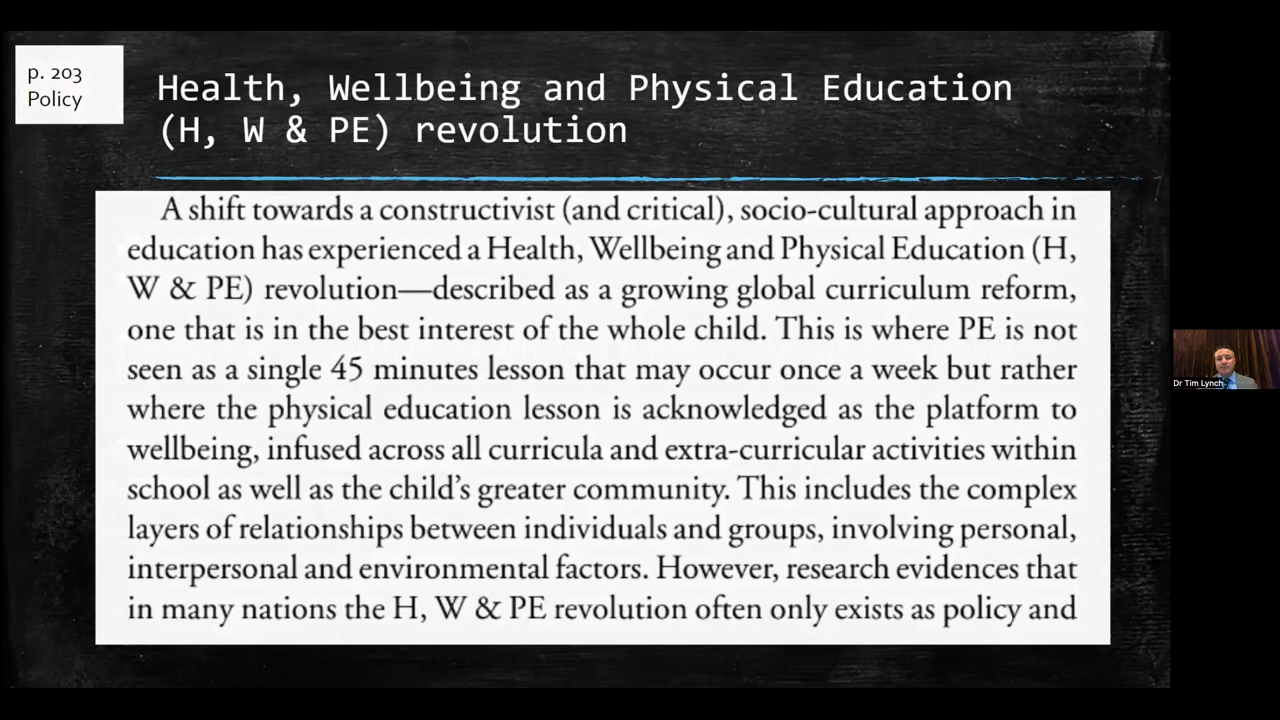 p. 203
Policy
Health, Wellbeing and Physical Education
(H, W & PE) revolution
A shift towards a constructivist (and critical), socio-cultural approach in
education has experienced a Health, Wellbeing and Physical Education (H,
W & PE) revolution—described as a growing global curriculum reform,
one that is in the best interest of the whole child. This is where PE is not
seen as a single 45 minutes lesson that may occur once a week but rather
where the physical education lesson is acknowledged as the platform to
wellbeing, infused across all curricula and extra-curricular activities within
school as well as the child’s greater community. This includes the complex
layers of relationships between individuals and groups, involving personal,
interpersonal and environmental factors. However, research evidences that
in many nations the H, W & PE revolution often only exists as policy and
Dr Tim Lynch